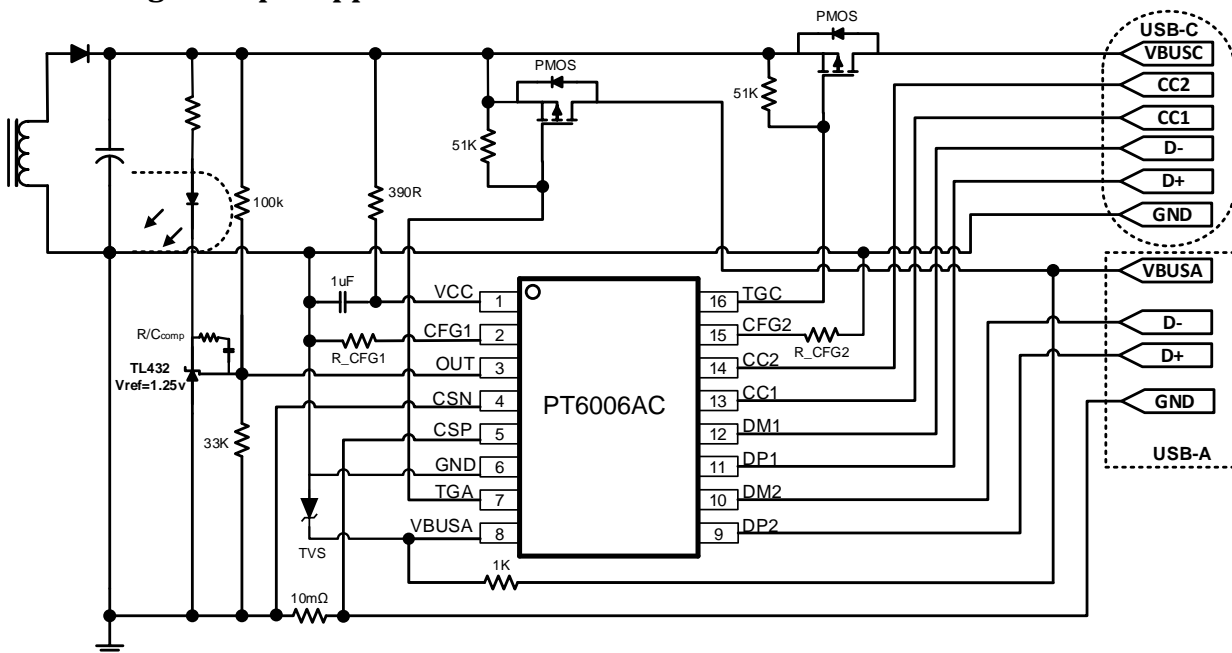 PMOS
USB-C
VBUSC
CC2
CC1
D-
D+
GND
PMOS
51K
51K
100k
390R
1uF
VCC
CFG1
R_CFG1
OUT
CSN
CSP
GND
TGA
VBUSA
1
2
3
4
5
6
7
8
PT6006AC
16
15
14
13
12
11
10
9
TGC
CFG2
R_CFG2
CC2
CC1
DM1
DP1
DM2
DP2
VBUSA
D-
D+
GND
USB-A
R/Ccomp
TL432
Vref=1.25v
33K
TVS
1K
10mΩ